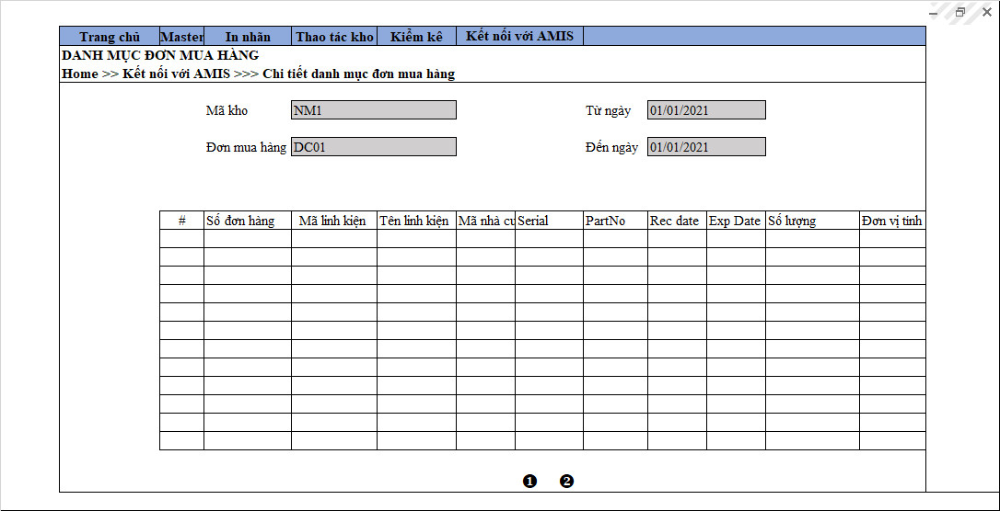 Trang chủ Master In nhãn Thao tác kho Kiểm kê Kết nối với AMIS
DANH MỤC ĐƠN MUA HÀNG
Home >> Kết nối với AMIS >>> Chi tiết danh mục đơn mua hàng
Mã kho NM1 Từ ngày 01/01/2021
Đơn mua hàng DC01 Đến ngày 01/01/2021
# Số đơn hàng Mã linh kiện Tên linh kiện Mã nhà cu Serial PartNo Rec date Exp Date Số lượng Đơn vị tính
1 2